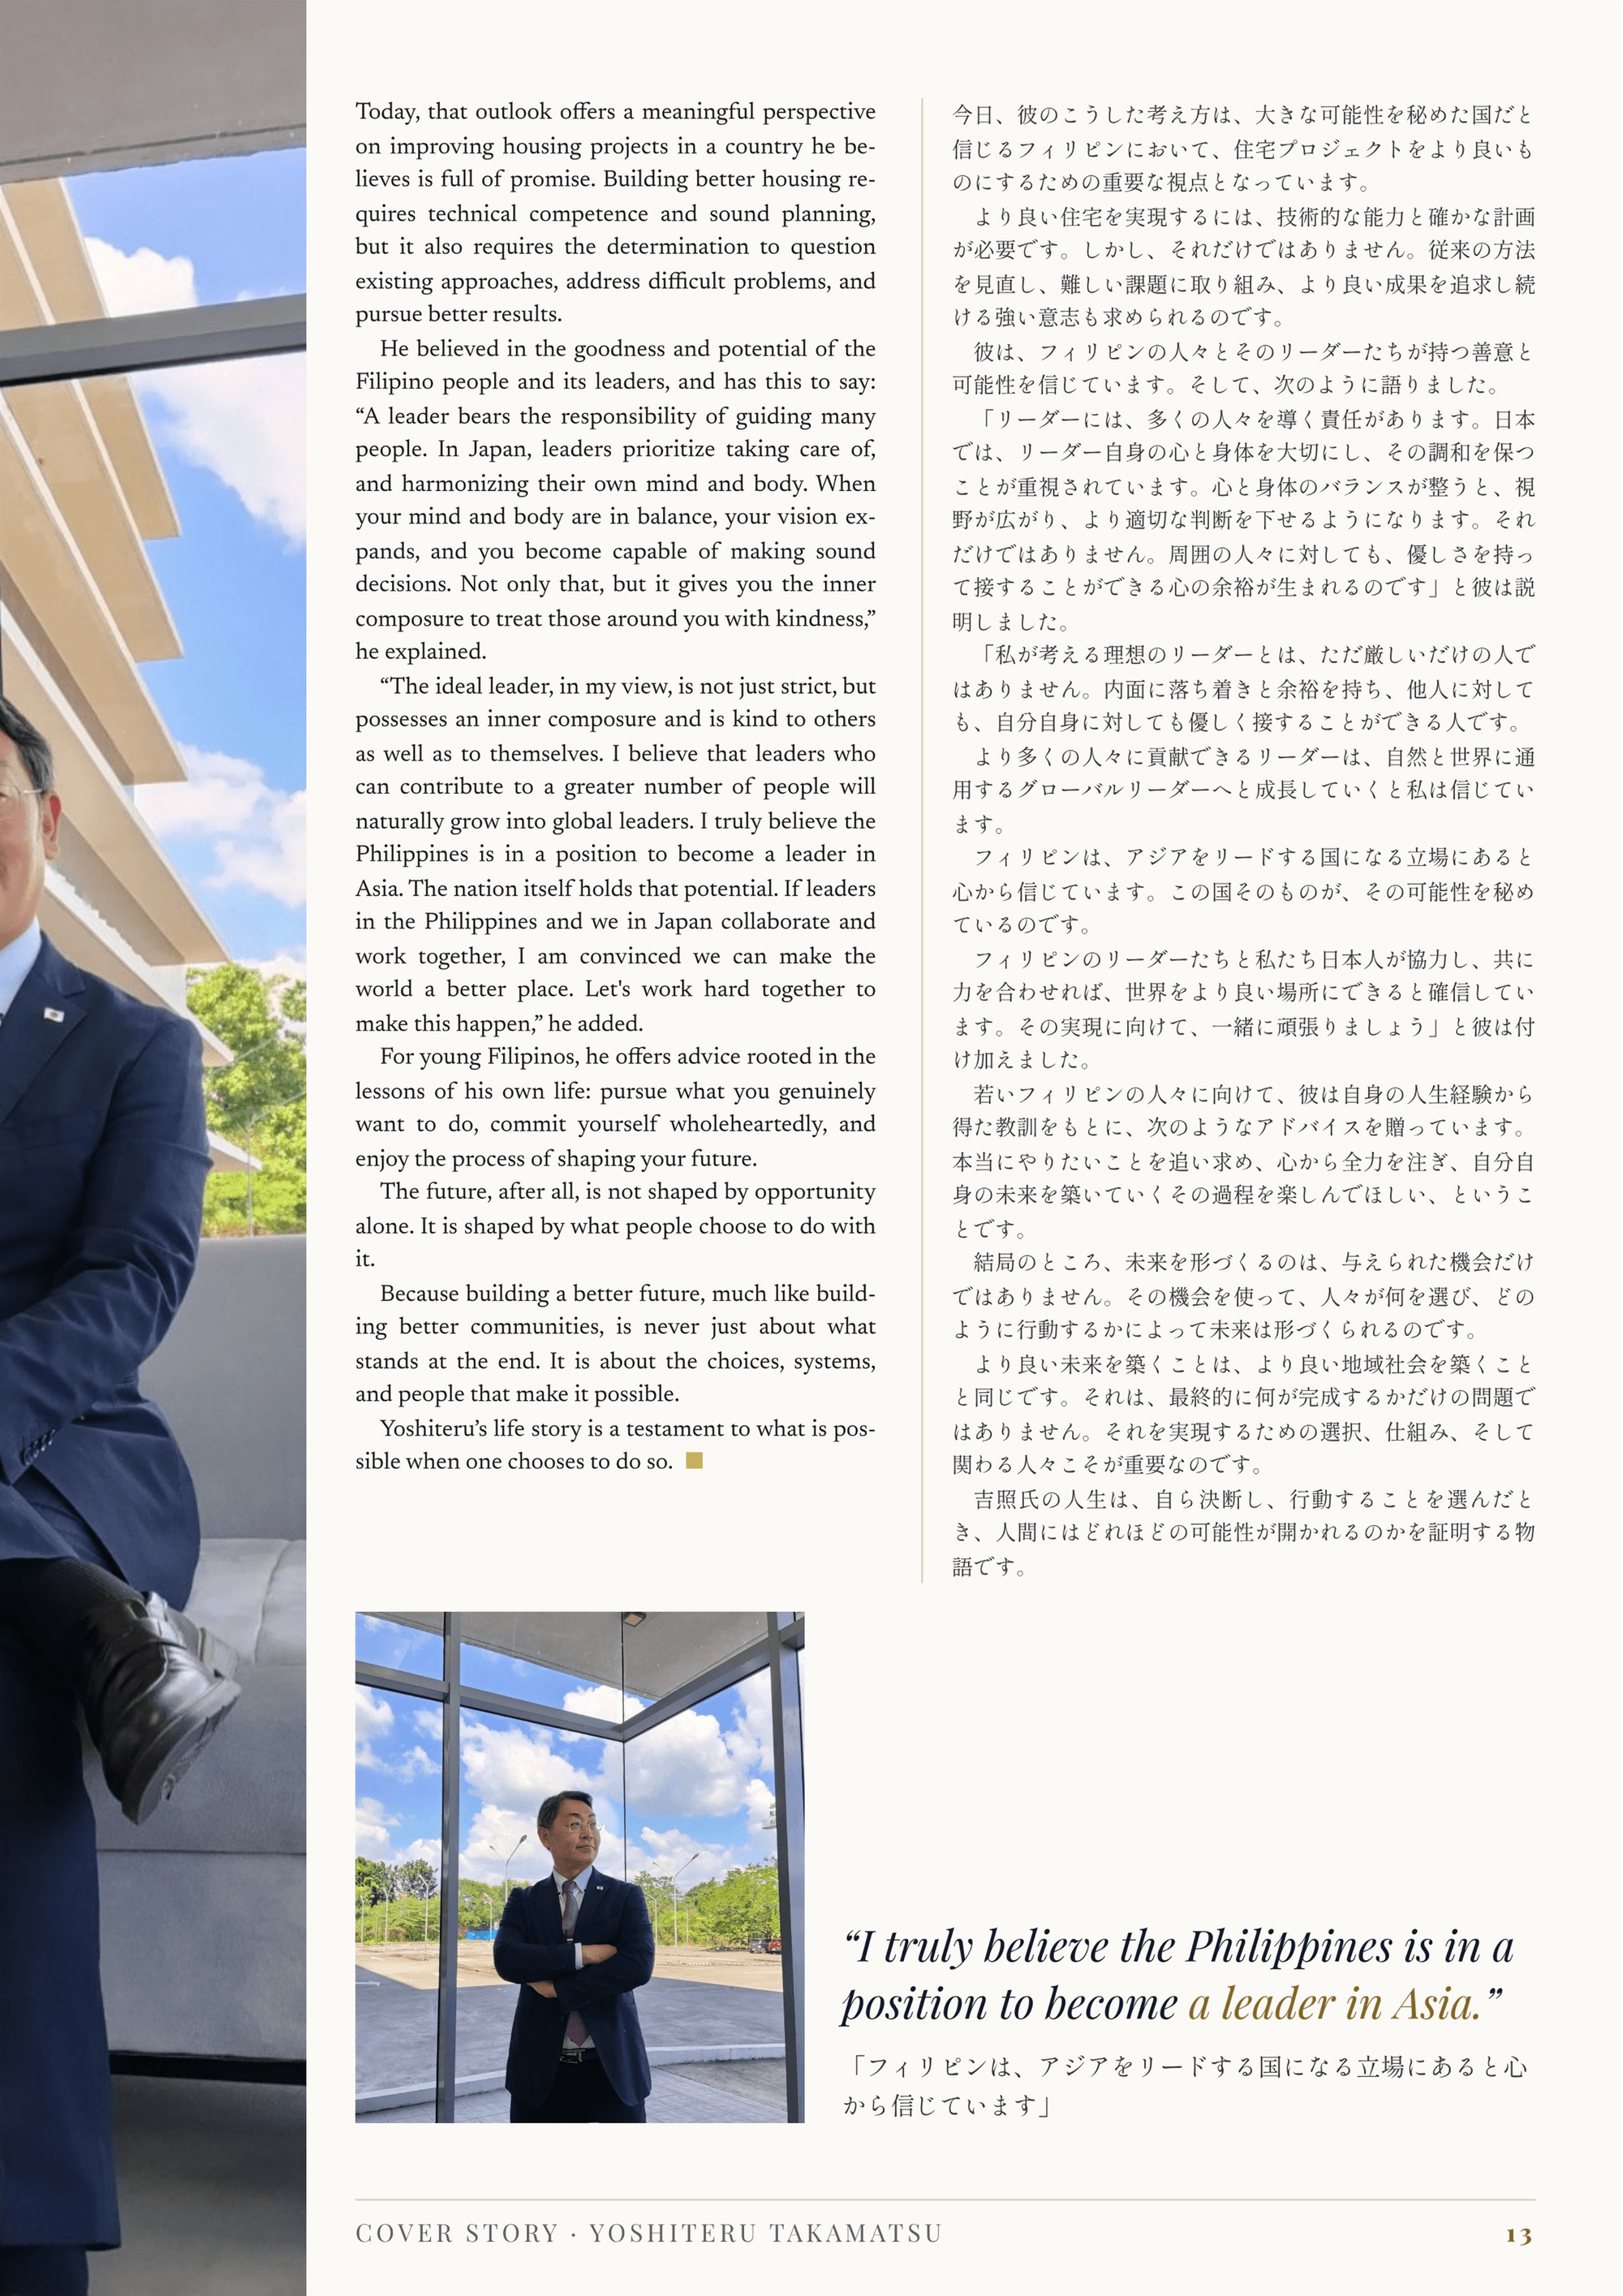 Today, that outlook offers a meaningful perspective
on improving housing projects in a country he be-
lieves is full of promise. Building better housing re-
quires technical competence and sound planning,
but it also requires the determination to question
existing approaches, address difficult problems, and
pursue better results.
He believed in the goodness and potential of the
Filipino people and its leaders, and has this to say:
“A leader bears the responsibility of guiding many
people. In Japan, leaders prioritize taking care of,
and harmonizing their own mind and body. When
your mind and body are in balance, your vision ex-
pands, and you become capable of making sound
decisions. Not only that, but it gives you the inner
composure to treat those around you with kindness,”
he explained.
“The ideal leader, in my view, is not just strict, but
possesses an inner composure and is kind to others
as well as to themselves. I believe that leaders who
can contribute to a greater number of people will
naturally grow into global leaders. I truly believe the
Philippines is in a position to become a leader in
Asia. The nation itself holds that potential. If leaders
in the Philippines and we in Japan collaborate and
work together, I am convinced we can make the
world a better place. Let's work hard together to
make this happen,” he added.
For young Filipinos, he offers advice rooted in the
lessons of his own life: pursue what you genuinely
want to do, commit yourself wholeheartedly, and
enjoy the process of shaping your future.
The future, after all, is not shaped by opportunity
alone. It is shaped by what people choose to do with
it.
Because building a better future, much like build-
ing better communities, is never just about what
stands at the end. It is about the choices, systems,
and people that make it possible.
Yoshiteru’s life story is a testament to what is pos-
sible when one chooses to do so.
今日、彼のこうした考え方は、大きな可能性を秘めた国だと
信じるフィリピンにおいて、住宅プロジェクトをより良いも
のにするための重要な視点となっています。
より良い住宅を実現するには、技術的な能力と確かな計画
が必要です。しかし、それだけではありません。従来の方法
を見直し、難しい課題に取り組み、より良い成果を追求し続
ける強い意志も求められるのです。
彼は、フィリピンの人々とそのリーダーたちが持つ善意と
可能性を信じています。そして、次のように語りました。
「リーダーには、多くの人々を導く責任があります。日本
では、リーダー自身の心と身体を大切にし、その調和を保つ
ことが重視されています。心と身体のバランスが整うと、視
野が広がり、より適切な判断を下せるようになります。それ
だけではありません。周囲の人々に対しても、優しさを持っ
て接することができる心の余裕が生まれるのです」と彼は説
明しました。
「私が考える理想のリーダーとは、ただ厳しいだけの人で
はありません。内面に落ち着きと余裕を持ち、他人に対して
も、自分自身に対しても優しく接することができる人です。
より多くの人々に貢献できるリーダーは、自然と世界に通
用するグローバルリーダーへと成長していくと私は信じてい
ます。
フィリピンは、アジアをリードする国になる立場にあると
心から信じています。この国そのものが、その可能性を秘め
ているのです。
フィリピンのリーダーたちと私たち日本人が協力し、共に
力を合わせれば、世界をより良い場所にできると確信してい
ます。その実現に向けて、一緒に頑張りましょう」と彼は付
け加えました。
若いフィリピンの人々に向けて、彼は自身の人生経験から
得た教訓をもとに、次のようなアドバイスを贈っています。
本当にやりたいことを追い求め、心から全力を注ぎ、自分自
身の未来を築いていくその過程を楽しんでほしい、というこ
とです。
結局のところ、未来を形づくるのは、与えられた機会だけ
ではありません。その機会を使って、人々が何を選び、どの
ように行動するかによって未来は形づくられるのです。
より良い未来を築くことは、より良い地域社会を築くこと
と同じです。それは、最終的に何が完成するかだけの問題で
はありません。それを実現するための選択、仕組み、そして
関わる人々こそが重要なのです。
吉照氏の人生は、自ら決断し、行動することを選んだと
き、人間にはどれほどの可能性が開かれるのかを証明する物
語です。
“I truly believe the Philippines is in a
position to become a leader in Asia.”
「フィリピンは、アジアをリードする国になる立場にあると心
から信じています」
COVER STORY · YOSHITERU TAKAMATSU
13